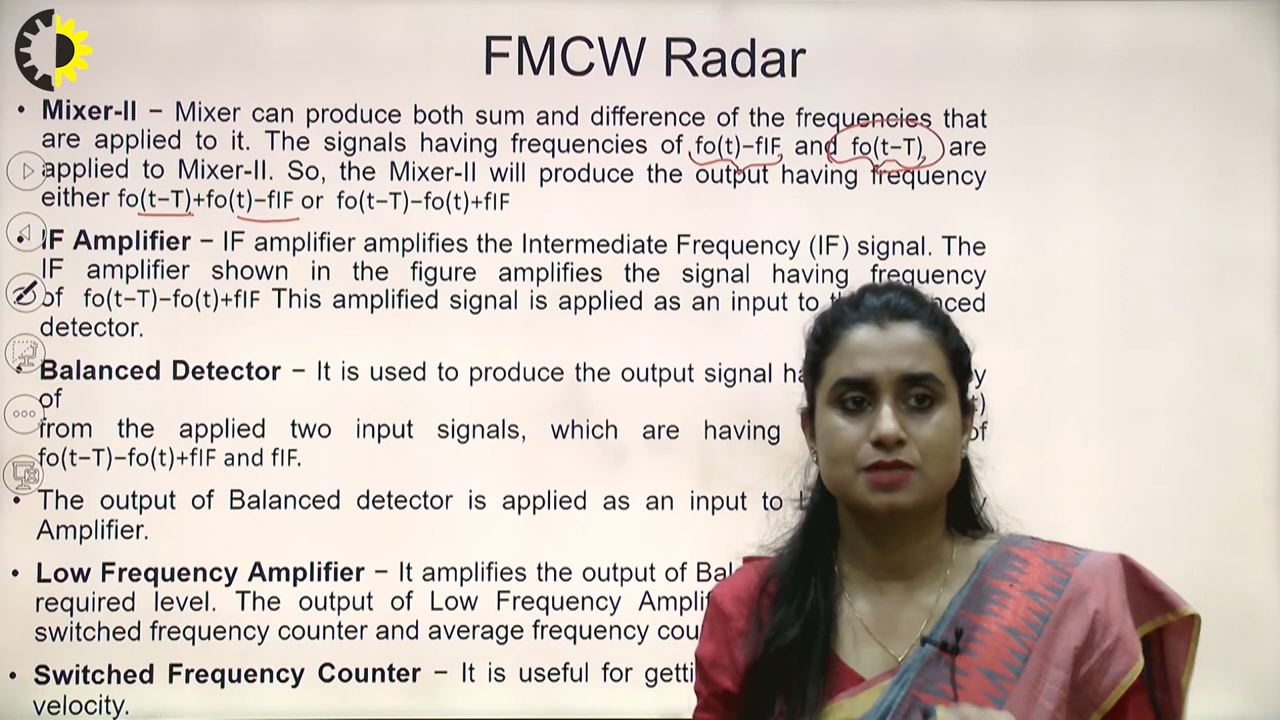 FMCW Radar
• Mixer-II – Mixer can produce both sum and difference of the frequencies that
are applied to it. The signals having frequencies of fo(t)−fIF and fo(t−T), are
applied to Mixer-II. So, the Mixer-II will produce the output having frequency
either fo(t−T)+fo(t)−fIF or fo(t−T)−fo(t)+fIF
• IF Amplifier – IF amplifier amplifies the Intermediate Frequency (IF) signal. The
IF amplifier shown in the figure amplifies the signal having frequency
of fo(t−T)−fo(t)+fIF This amplified signal is applied as an input to
detector.
• Balanced Detector – It is used to produce the output signal
of
from the applied two input signals, which are having of
fo(t−T)−fo(t)+fIF and fIF.
• The output of Balanced detector is applied as an input to
Amplifier.
• Low Frequency Amplifier – It amplifies the output of
required level. The output of Low Frequency
switched frequency counter and average frequency
• Switched Frequency Counter – It is useful for
velocity.